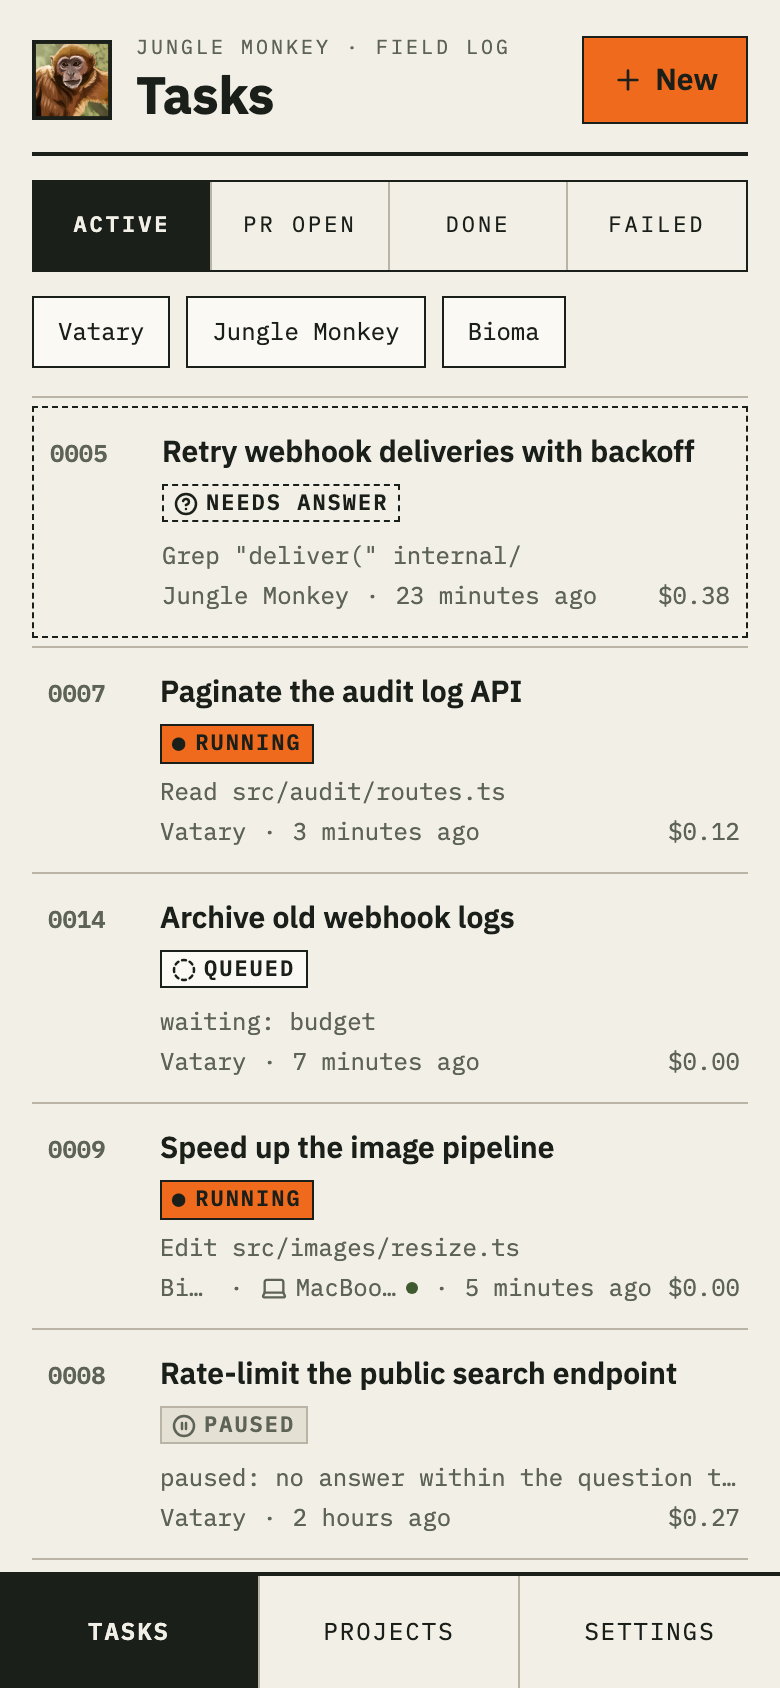 JUNGLE MONKEY · FIELD LOG
Tasks
New
ACTIVE PR OPEN DONE FAILED
Vatary Jungle Monkey Bioma
0005 Retry webhook deliveries with backoff
NEEDS ANSWER
Grep "deliver(" internal/
Jungle Monkey · 23 minutes ago $0.38
0007 Paginate the audit log API
RUNNING
Read src/audit/routes.ts
Vatary · 3 minutes ago $0.12
0014 Archive old webhook logs
QUEUED
waiting: budget
Vatary · 7 minutes ago $0.00
0009 Speed up the image pipeline
RUNNING
Edit src/images/resize.ts
Bi… · MacBoo… · 5 minutes ago $0.00
0008 Rate-limit the public search endpoint
PAUSED
paused: no answer within the question t…
Vatary · 2 hours ago $0.27
TASKS PROJECTS SETTINGS